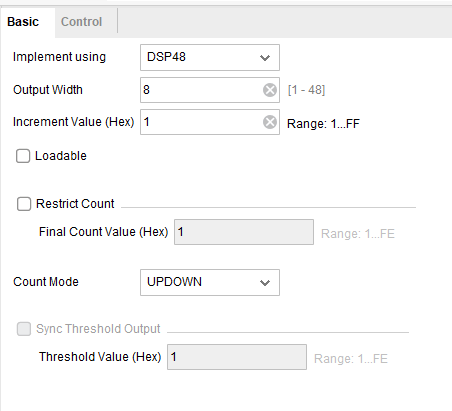 Basic Control
Implement using DSP48
Output Width 8 [1 - 48]
Increment Value (Hex) 1 Range: 1...FF
Loadable
Restrict Count
Final Count Value (Hex) 1 Range: 1...FE
Count Mode UPDOWN
Sync Threshold Output
Threshold Value (Hex) 1 Range: 1...FE